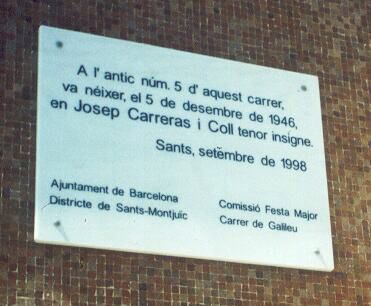 A l' antic núm. 5 d' aquest carrer,
va néixer, el 5 de desembre de 1946,
en Josep Carreras i Coll tenor insigne.
Sants, setembre de 1998
Ajuntament de Barcelona
Districte de Sants-Montjuïc
Comissió Festa Major
Carrer de Galileu